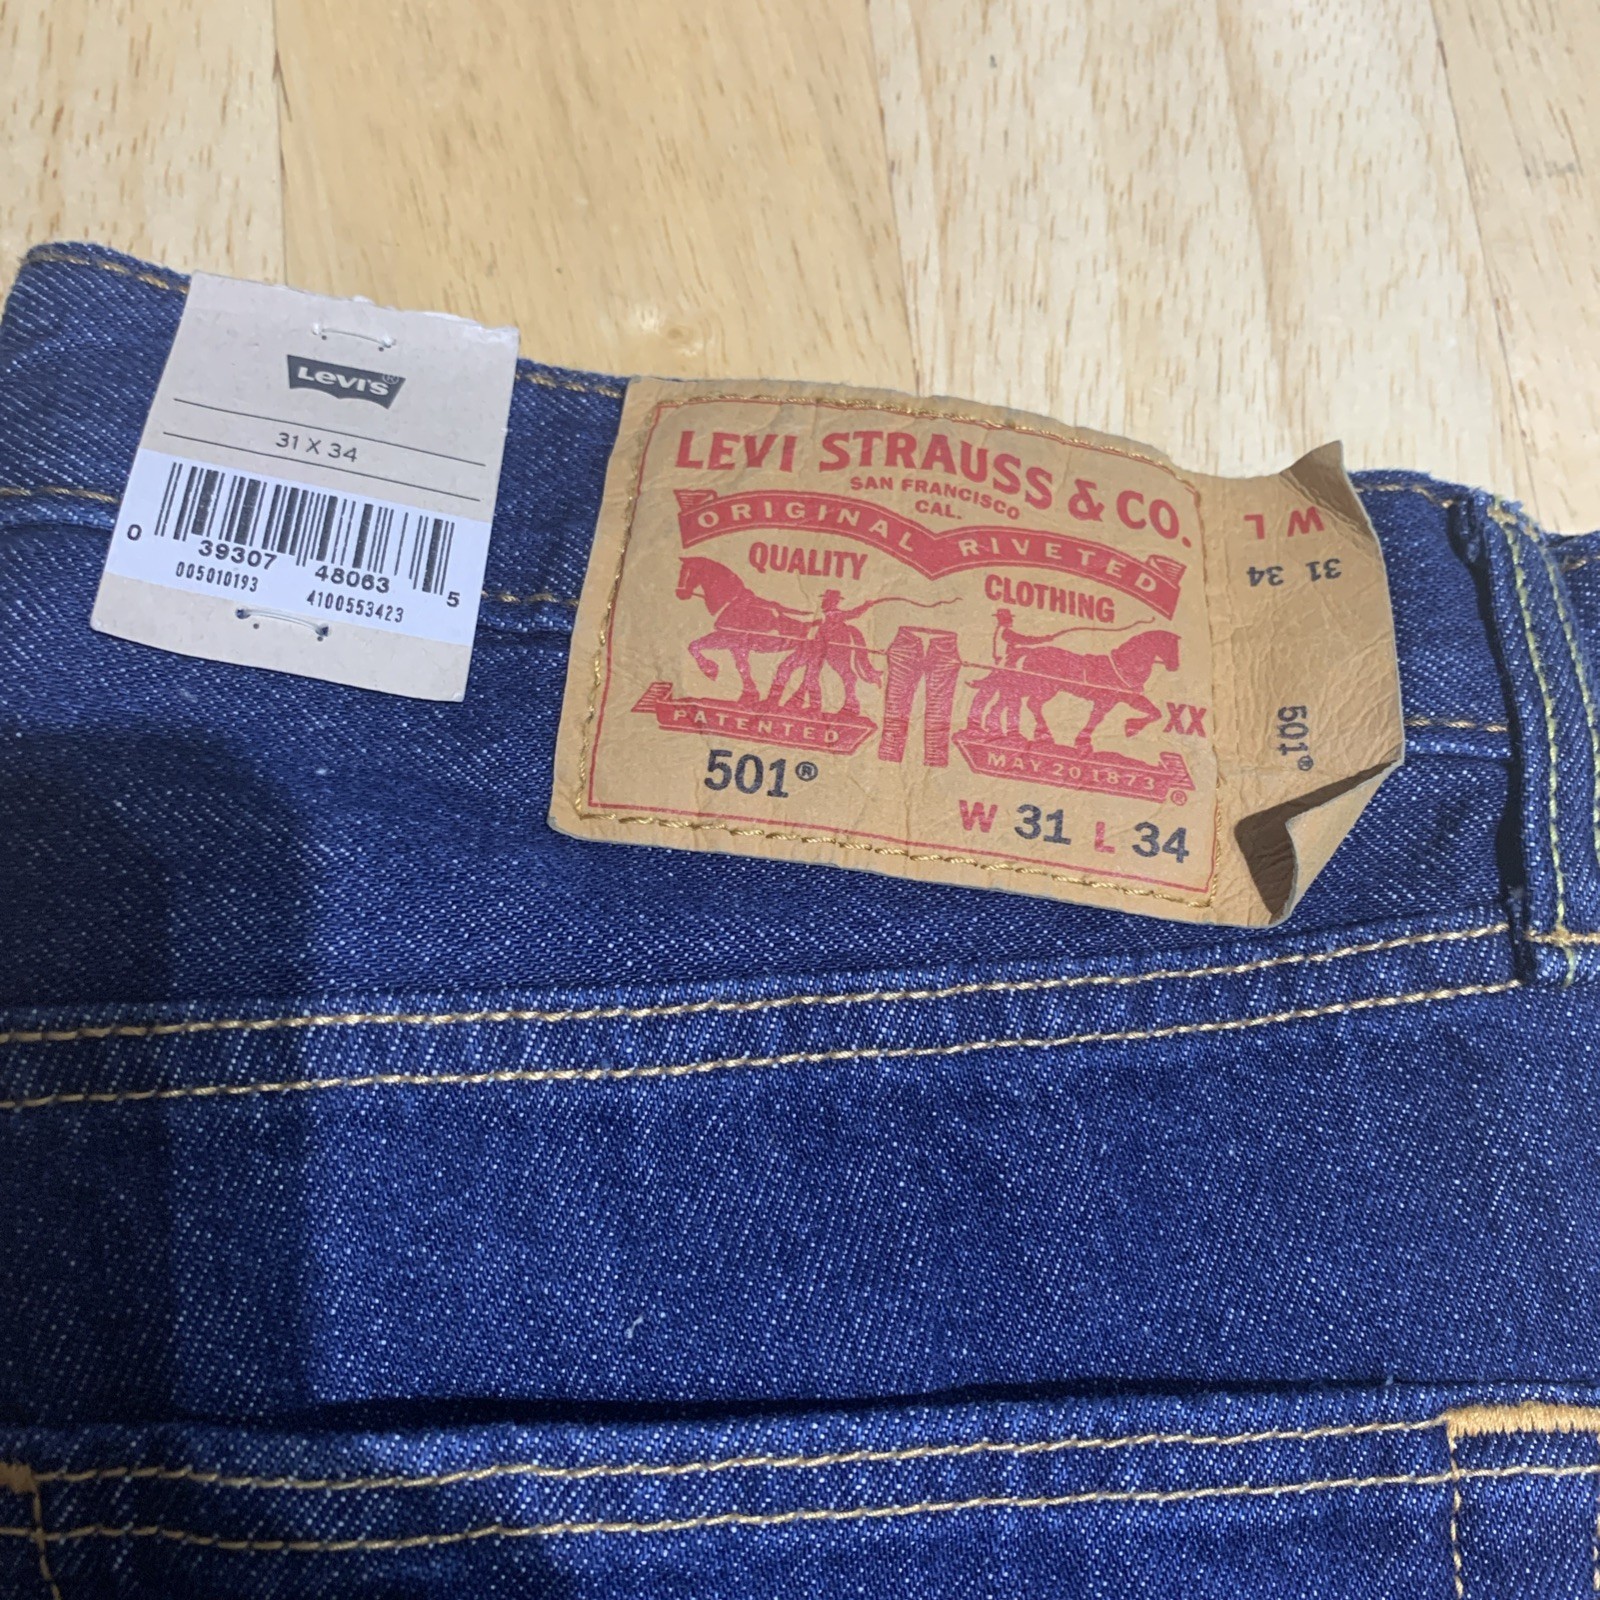 LEVI'S®
31 X 34
0 39307 48063 5
005010193 4100553423
LEVI STRAUSS & CO.
SAN FRANCISCO
CAL.
ORIGINAL RIVETED
QUALITY CLOTHING
XX
PATENTED MAY 20 1873 ®
501®
W 31 L 34
W L
31 34
501®